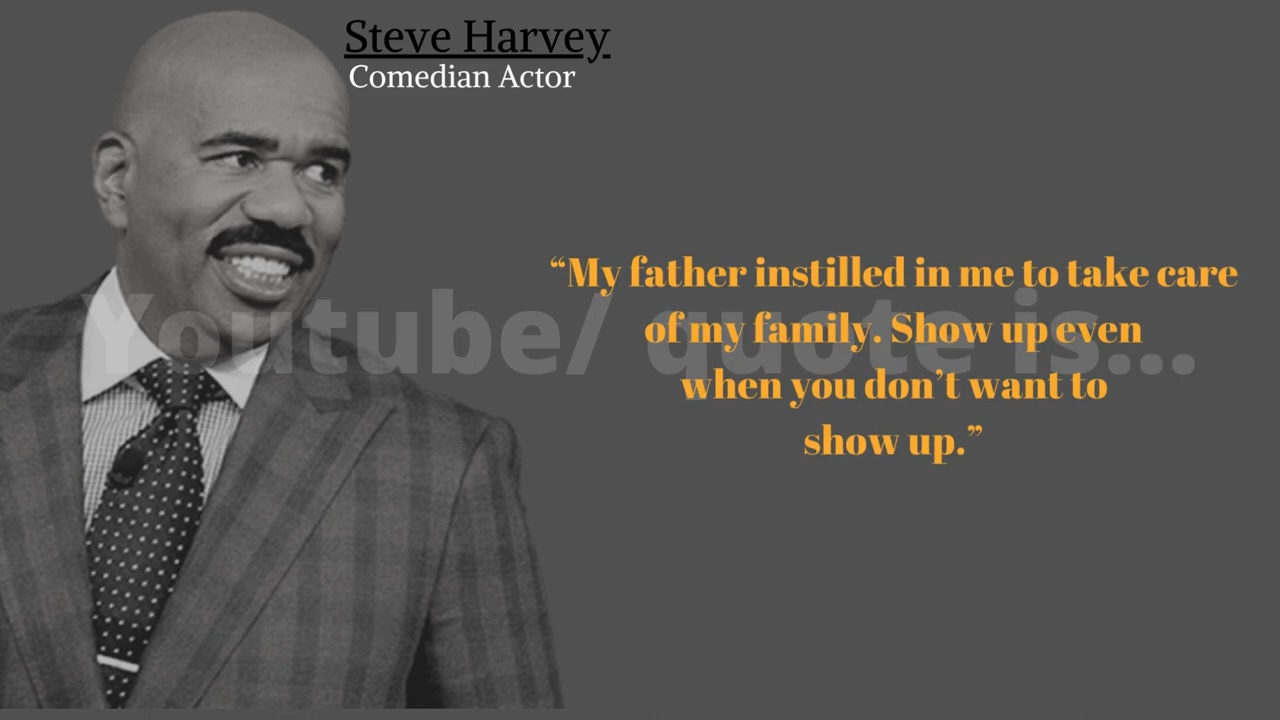 Steve Harvey
Comedian Actor
“My father instilled in me to take care
of my family. Show up even
Youtube/ quote is...
when you don’t want to
show up.”